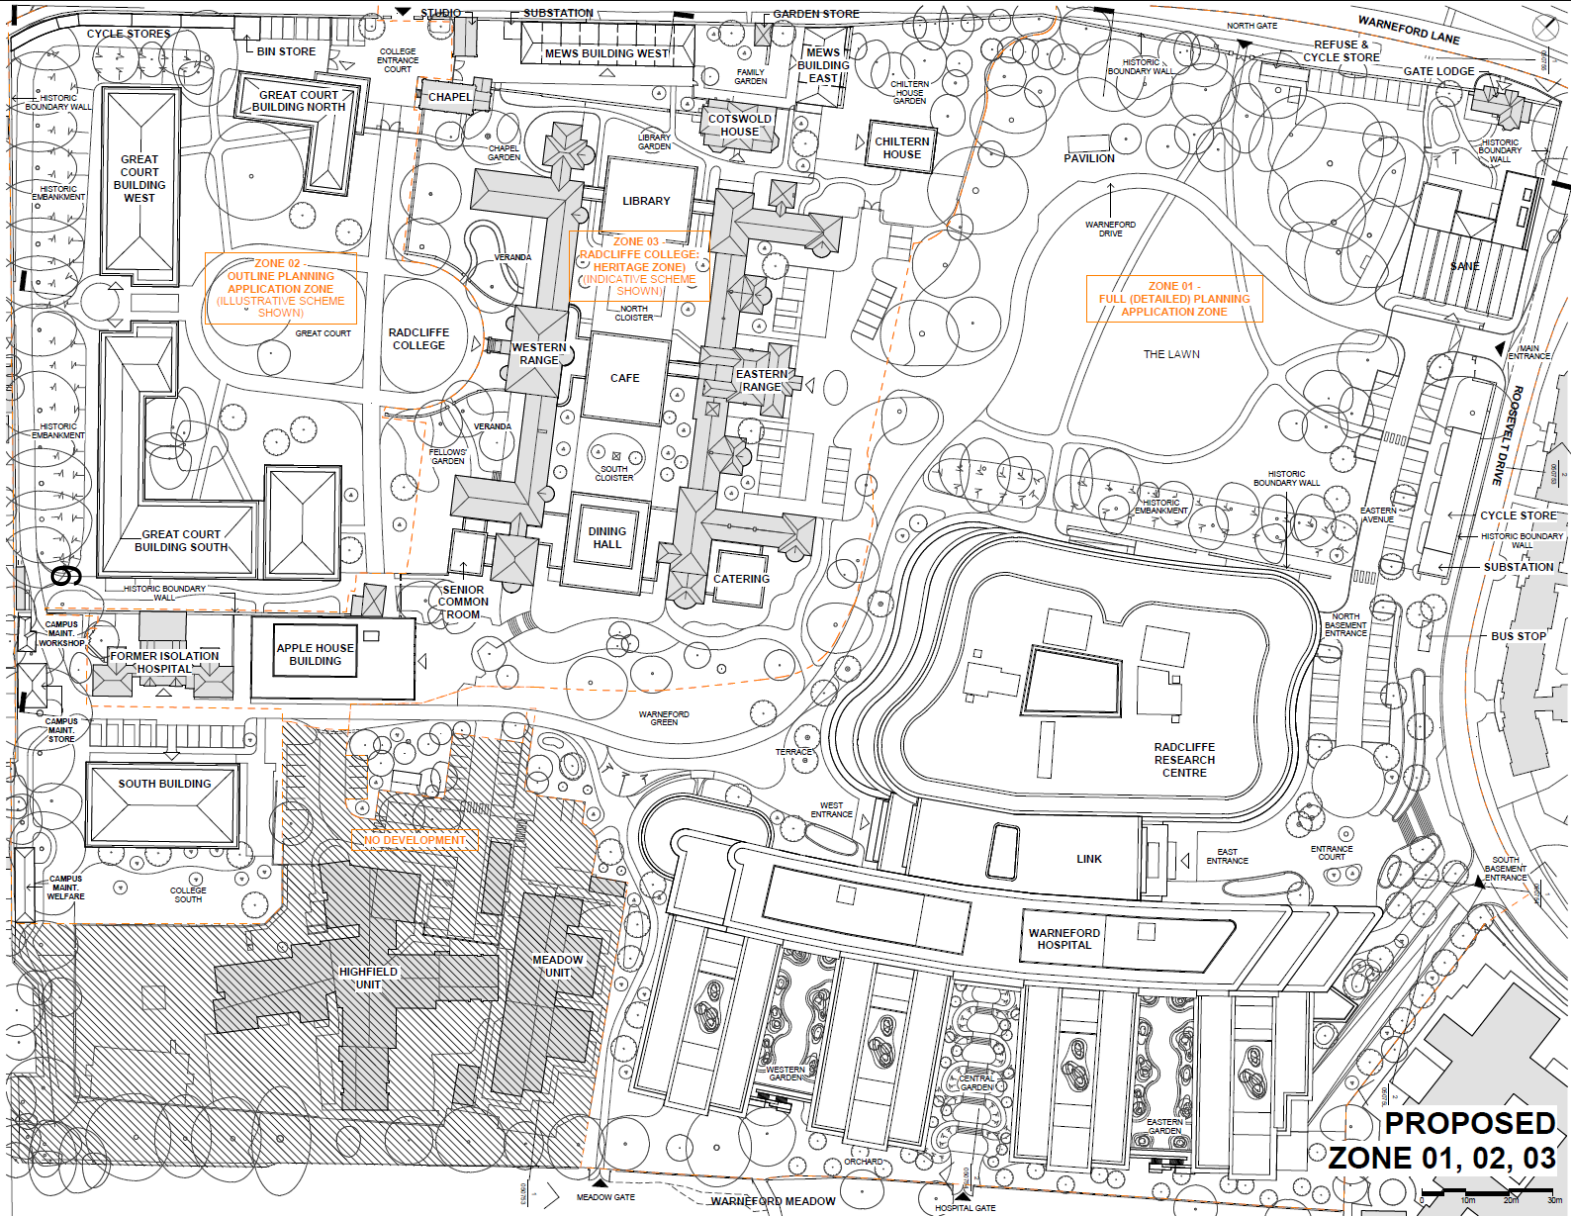 STUDIO
SUBSTATION
GARDEN STORE
WARNEFORD LANE
NORTH GATE
CYCLE STORES
BIN STORE
COLLEGE
ENTRANCE
COURT
MEWS BUILDING WEST
MEWS
BUILDING
EAST
FAMILY
GARDEN
HISTORIC
BOUNDARY WALL
REFUSE &
CYCLE STORE
GATE LODGE
HISTORIC
BOUNDARY WALL
GREAT COURT
BUILDING NORTH
CHAPEL
CHILTERN
HOUSE
GARDEN
COTSWOLD
HOUSE
GREAT
COURT
BUILDING
WEST
CHAPEL
GARDEN
LIBRARY
GARDEN
CHILTERN
HOUSE
PAVILION
HISTORIC
BOUNDARY
WALL
HISTORIC
EMBANKMENT
LIBRARY
WARNEFORD
DRIVE
ZONE 02 -
OUTLINE PLANNING
APPLICATION ZONE
(ILLUSTRATIVE SCHEME
SHOWN)
VERANDA
ZONE 03 -
RADCLIFFE COLLEGE:
HERITAGE ZONE)
(INDICATIVE SCHEME
SHOWN)
SANE
ZONE 01 -
FULL (DETAILED) PLANNING
APPLICATION ZONE
NORTH
CLOISTER
GREAT COURT
RADCLIFFE
COLLEGE
WESTERN
RANGE
CAFE
EASTERN
RANGE
THE LAWN
MAIN
ENTRANCE
ROOSEVELT DRIVE
HISTORIC
EMBANKMENT
VERANDA
FELLOWS'
GARDEN
SOUTH
CLOISTER
HISTORIC
BOUNDARY WALL
HISTORIC
EMBANKMENT
EASTERN
AVENUE
CYCLE STORE
HISTORIC BOUNDARY
WALL
GREAT COURT
BUILDING SOUTH
DINING
HALL
SUBSTATION
CATERING
HISTORIC BOUNDARY
WALL
SENIOR
COMMON
ROOM
NORTH
BASEMENT
ENTRANCE
CAMPUS
MAINT.
WORKSHOP
FORMER ISOLATION
HOSPITAL
APPLE HOUSE
BUILDING
BUS STOP
WARNEFORD
GREEN
CAMPUS
MAINT.
STORE
TERRACE
RADCLIFFE
RESEARCH
CENTRE
SOUTH BUILDING
WEST
ENTRANCE
NO DEVELOPMENT
LINK
EAST
ENTRANCE
ENTRANCE
COURT
SOUTH
BASEMENT
ENTRANCE
CAMPUS
MAINT.
WELFARE
COLLEGE
SOUTH
WARNEFORD
HOSPITAL
HIGHFIELD
UNIT
MEADOW
UNIT
WESTERN
GARDEN
CENTRAL
GARDEN
EASTERN
GARDEN
ORCHARD
PROPOSED
ZONE 01, 02, 03
MEADOW GATE
WARNEFORD MEADOW
HOSPITAL GATE
0 10m 20m 30m